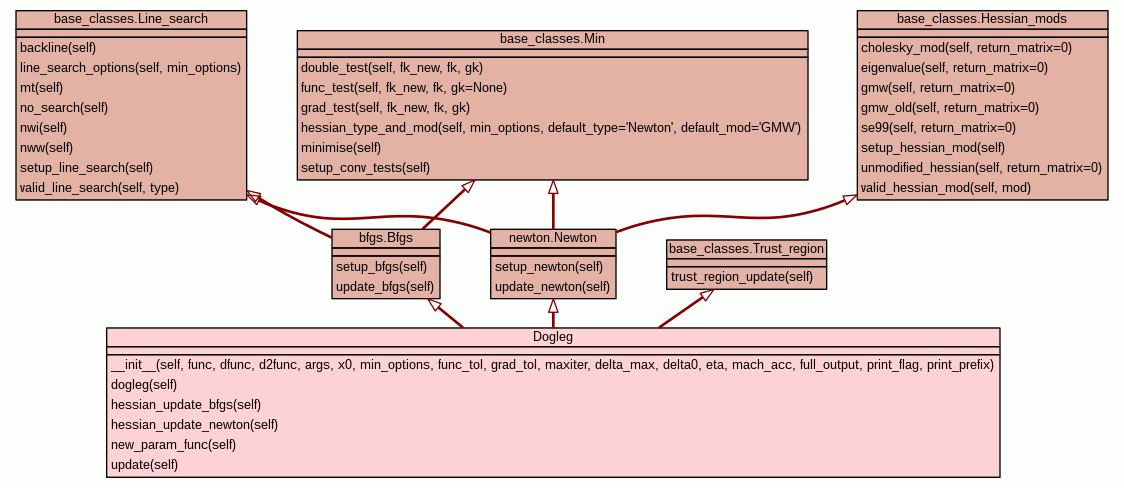 base_classes.Line_search
backline(self)
line_search_options(self, min_options)
mt(self)
no_search(self)
nwi(self)
nww(self)
setup_line_search(self)
valid_line_search(self, type)
base_classes.Min
double_test(self, fk_new, fk, gk)
func_test(self, fk_new, fk, gk=None)
grad_test(self, fk_new, fk, gk)
hessian_type_and_mod(self, min_options, default_type='Newton', default_mod='GMW')
minimise(self)
setup_conv_tests(self)
base_classes.Hessian_mods
cholesky_mod(self, return_matrix=0)
eigenvalue(self, return_matrix=0)
gmw(self, return_matrix=0)
gmw_old(self, return_matrix=0)
se99(self, return_matrix=0)
setup_hessian_mod(self)
unmodified_hessian(self, return_matrix=0)
valid_hessian_mod(self, mod)
bfgs.Bfgs
setup_bfgs(self)
update_bfgs(self)
newton.Newton
setup_newton(self)
update_newton(self)
base_classes.Trust_region
trust_region_update(self)
Dogleg
__init__(self, func, dfunc, d2func, args, x0, min_options, func_tol, grad_tol, maxiter, delta_max, delta0, eta, mach_acc, full_output, print_flag, print_prefix)
dogleg(self)
hessian_update_bfgs(self)
hessian_update_newton(self)
new_param_func(self)
update(self)